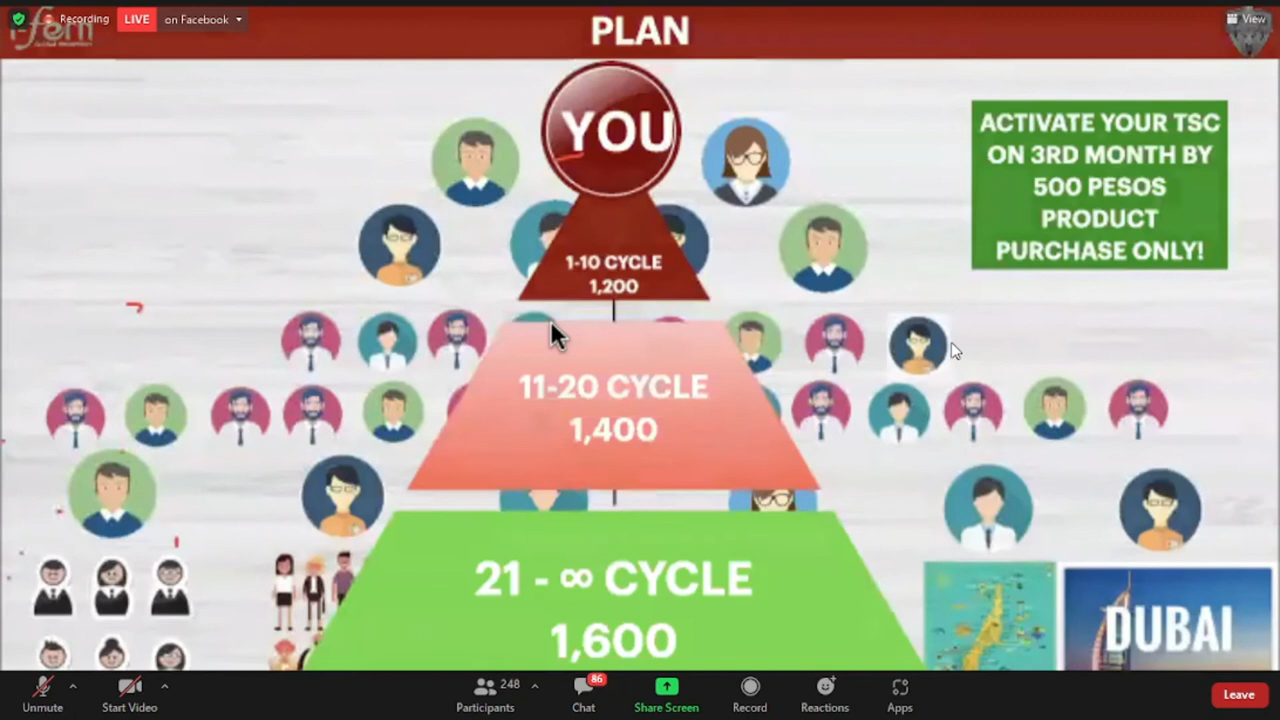 Recording
LIVE
on Facebook
i-fern
PLAN
View
YOU
ACTIVATE YOUR TSC
ON 3RD MONTH BY
500 PESOS
PRODUCT
PURCHASE ONLY!
1-10 CYCLE
1,200
11-20 CYCLE
1,400
21 - ∞ CYCLE
1,600
DUBAI
Unmute
Start Video
248
Participants
86
Chat
Share Screen
Record
Reactions
Apps
Leave